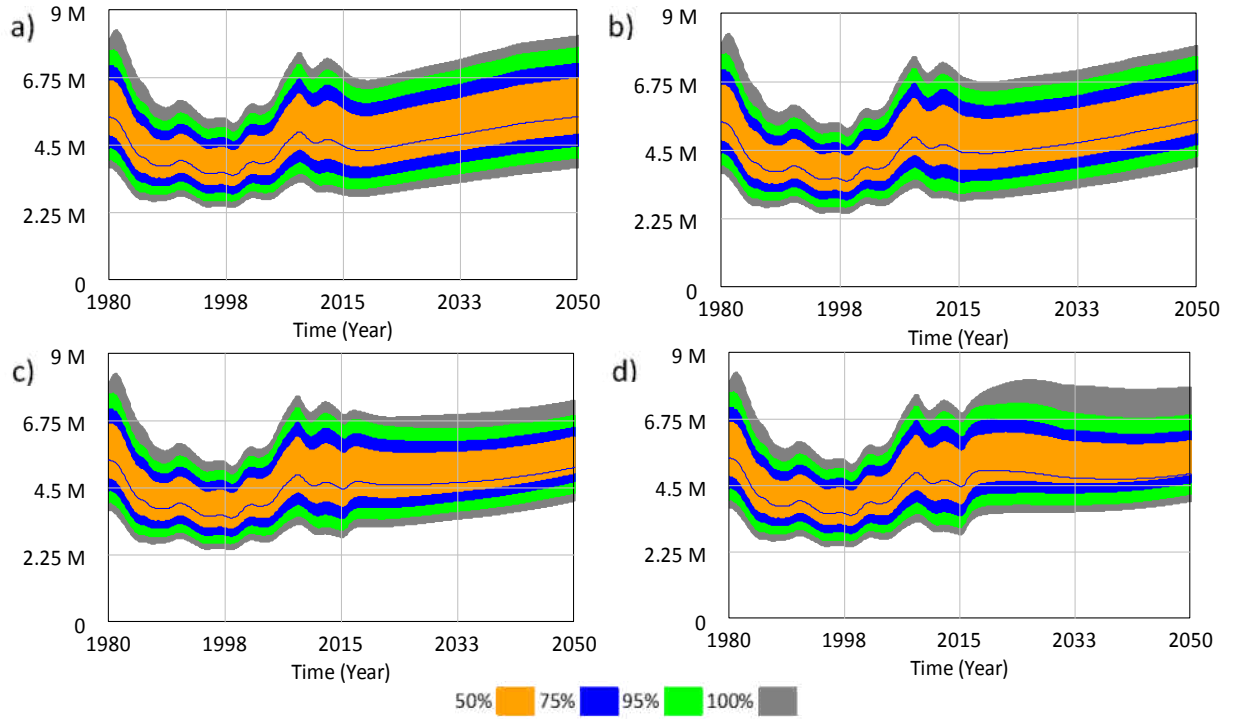 a)
9 M
6.75 M
4.5 M
2.25 M
0
1980 1998 2015 2033 2050
Time (Year)
b)
9 M
6.75 M
4.5 M
2.25 M
0
1980 1998 2015 2033 2050
Time (Year)
c)
9 M
6.75 M
4.5 M
2.25 M
0
1980 1998 2015 2033 2050
Time (Year)
d)
9 M
6.75 M
4.5 M
2.25 M
0
1980 1998 2015 2033 2050
Time (Year)
50% 75% 95% 100%